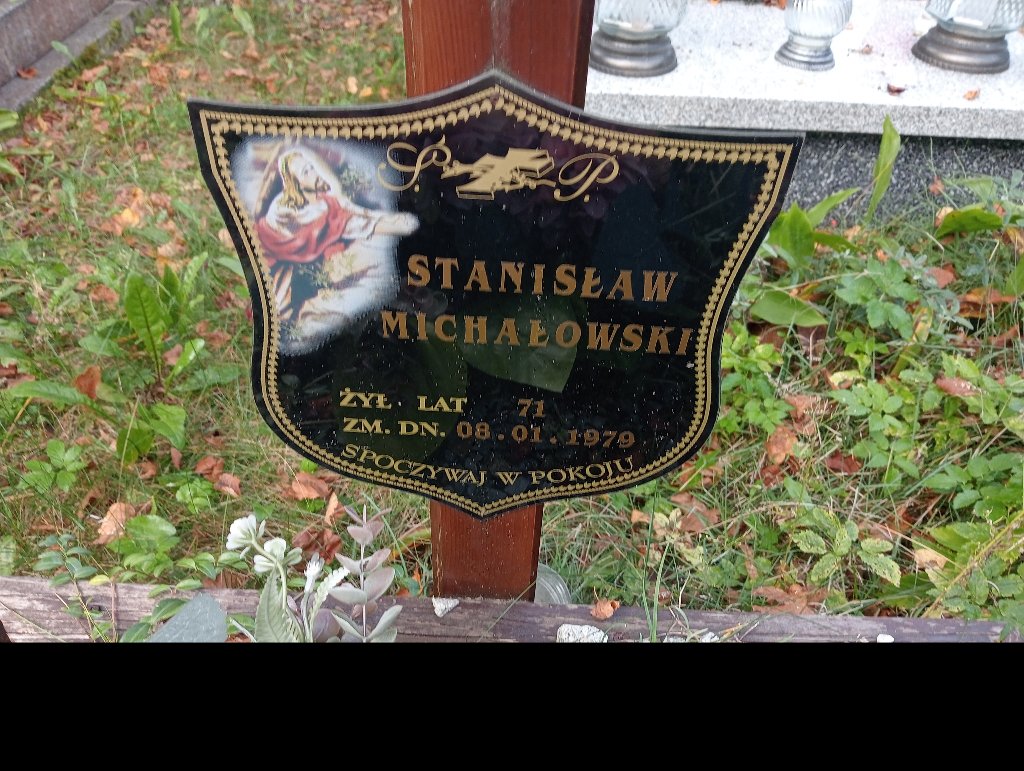 Ś. P.
STANISŁAW
MICHAŁOWSKI
ŻYŁ LAT 71
ZM. DN. 08.01.1979
SPOCZYWAJ W POKOJU